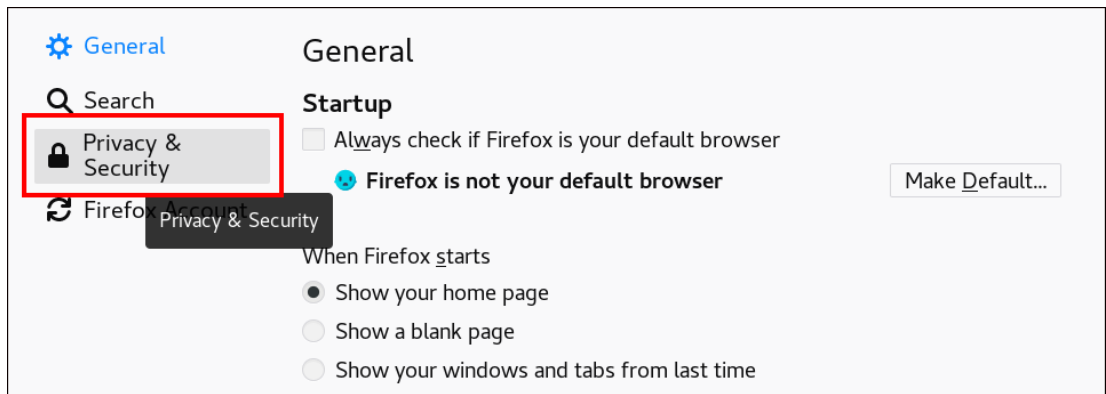 General
Search
Privacy &
Security
Firefox Account
Privacy & Security
General
Startup
Always check if Firefox is your default browser
Firefox is not your default browser
Make Default...
When Firefox starts
Show your home page
Show a blank page
Show your windows and tabs from last time